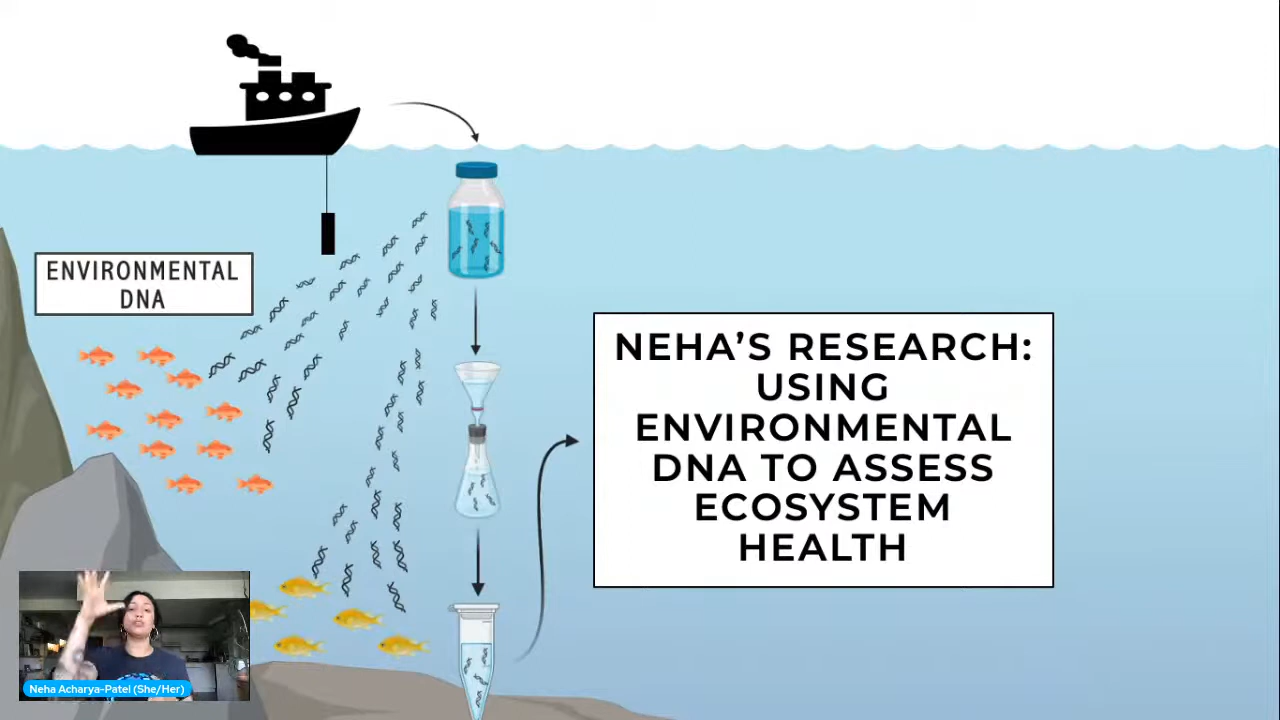 ENVIRONMENTAL
DNA
NEHA’S RESEARCH:
USING
ENVIRONMENTAL
DNA TO ASSESS
ECOSYSTEM
HEALTH
Neha Acharya-Patel (She/Her)